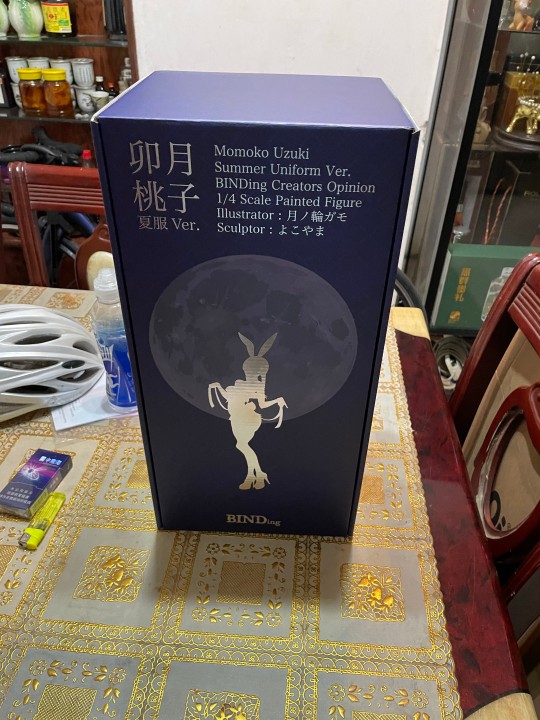 卯月
桃子
夏服 Ver.
Momoko Uzuki
Summer Uniform Ver.
BINDing Creators Opinion
1/4 Scale Painted Figure
Illustrator : 月ノ輪ガモ
Sculptor : よこやま
BINDing